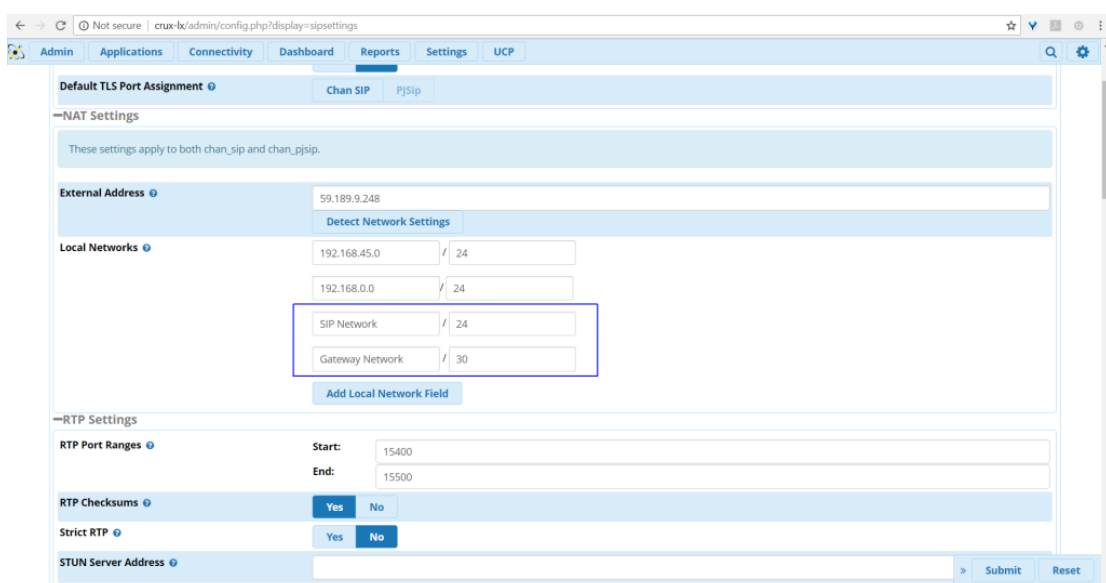 Not secure | crux-lx/admin/config.php?display=sipsettings
Admin Applications Connectivity Dashboard Reports Settings UCP
Default TLS Port Assignment Chan SIP PJSip
NAT Settings
These settings apply to both chan_sip and chan_pjsip.
External Address 59.189.9.248
Detect Network Settings
Local Networks 192.168.45.0 / 24
192.168.0.0 / 24
SIP Network / 24
Gateway Network / 30
Add Local Network Field
RTP Settings
RTP Port Ranges Start: 15400
End: 15500
RTP Checksums Yes No
Strict RTP Yes No
STUN Server Address » Submit Reset